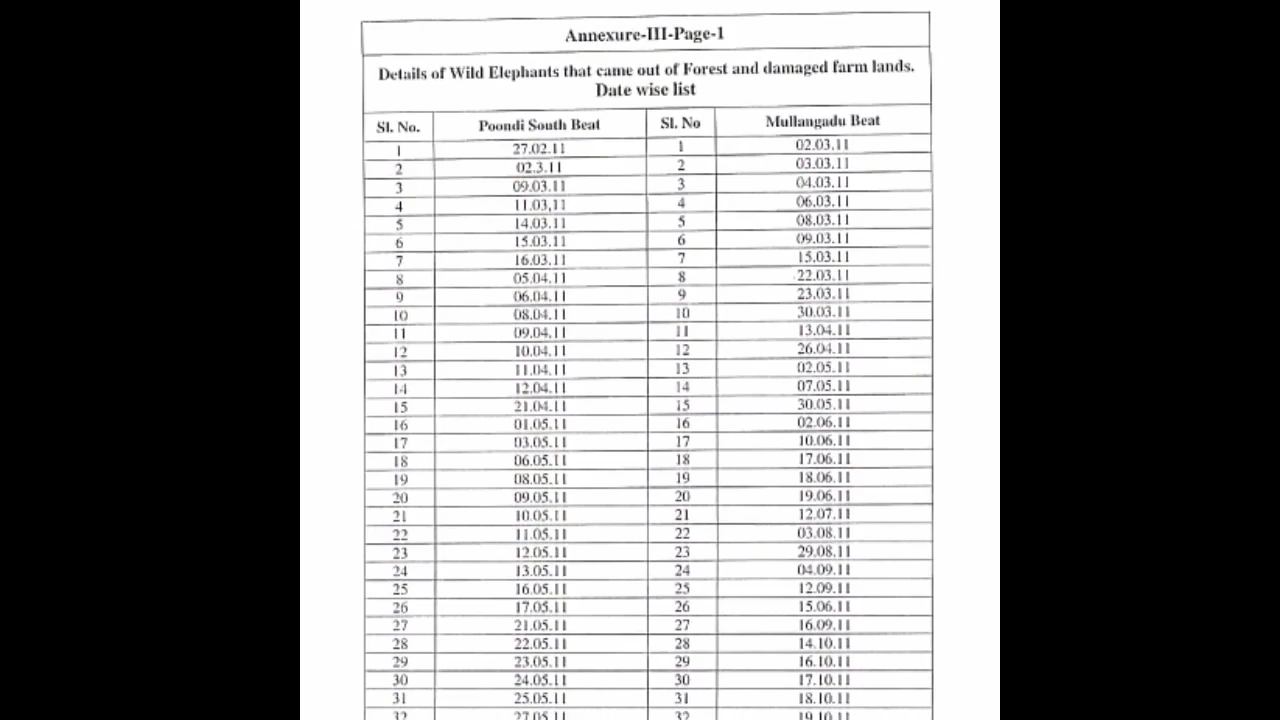 Annexure-III-Page-1
Details of Wild Elephants that came out of Forest and damaged farm lands.
Date wise list
Sl. No. Poondi South Beat Sl. No Mullangadu Beat
1 27.02.11 1 02.03.11
2 02.3.11 2 03.03.11
3 09.03.11 3 04.03.11
4 11.03,11 4 06.03.11
5 14.03.11 5 08.03.11
6 15.03.11 6 09.03.11
7 16.03.11 7 15.03.11
8 05.04.11 8 22.03.11
9 06.04.11 9 23.03.11
10 08.04.11 10 30.03.11
11 09.04.11 11 13.04.11
12 10.04.11 12 26.04.11
13 11.04.11 13 02.05.11
14 12.04.11 14 07.05.11
15 21.04.11 15 30.05.11
16 01.05.11 16 02.06.11
17 03.05.11 17 10.06.11
18 06.05.11 18 17.06.11
19 08.05.11 19 18.06.11
20 09.05.11 20 19.06.11
21 10.05.11 21 12.07.11
22 11.05.11 22 03.08.11
23 12.05.11 23 29.08.11
24 13.05.11 24 04.09.11
25 16.05.11 25 12.09.11
26 17.05.11 26 15.06.11
27 21.05.11 27 16.09.11
28 22.05.11 28 14.10.11
29 23.05.11 29 16.10.11
30 24.05.11 30 17.10.11
31 25.05.11 31 18.10.11
32 27.05.11 32 19.10.11